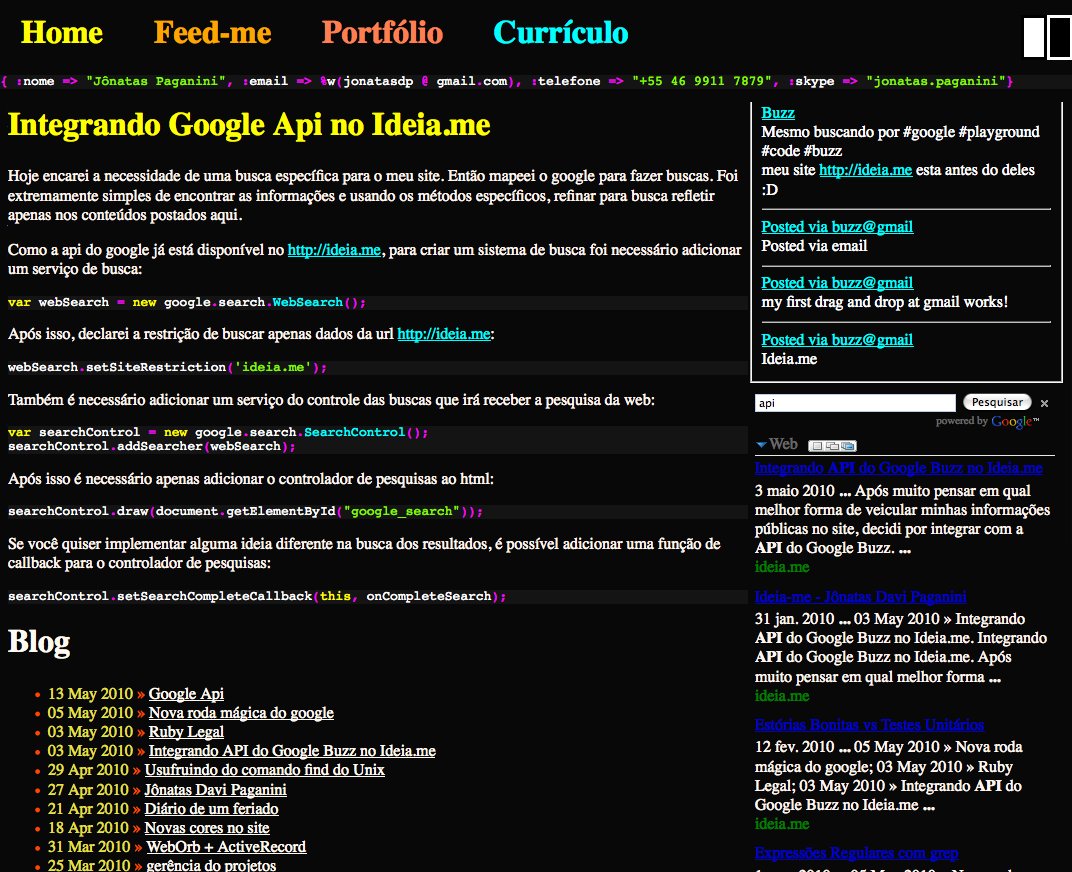 Home Feed-me Portfólio Currículo
{ :nome => "Jônatas Paganini", :email => %w(jonatasdp @ gmail.com), :telefone => "+55 46 9911 7879", :skype => "jonatas.paganini"}
Integrando Google Api no Ideia.me
Hoje encarei a necessidade de uma busca específica para o meu site. Então mapeei o google para fazer buscas. Foi
extremamente simples de encontrar as informações e usando os métodos específicos, refinar para busca refletir
apenas nos conteúdos postados aqui.
Como a api do google já está disponível no http://ideia.me, para criar um sistema de busca foi necessário adicionar
um serviço de busca:
var webSearch = new google.search.WebSearch();
Após isso, declarei a restrição de buscar apenas dados da url http://ideia.me:
webSearch.setSiteRestriction('ideia.me');
Também é necessário adicionar um serviço do controle das buscas que irá receber a pesquisa da web:
var searchControl = new google.search.SearchControl();
searchControl.addSearcher(webSearch);
Após isso é necessário apenas adicionar o controlador de pesquisas ao html:
searchControl.draw(document.getElementById("google_search"));
Se você quiser implementar alguma ideia diferente na busca dos resultados, é possível adicionar uma função de
callback para o controlador de pesquisas:
searchControl.setSearchCompleteCallback(this, onCompleteSearch);
Blog
• 13 May 2010 » Google Api
• 05 May 2010 » Nova roda mágica do google
• 03 May 2010 » Ruby Legal
• 03 May 2010 » Integrando API do Google Buzz no Ideia.me
• 29 Apr 2010 » Usufruindo do comando find do Unix
• 27 Apr 2010 » Jônatas Davi Paganini
• 21 Apr 2010 » Diário de um feriado
• 18 Apr 2010 » Novas cores no site
• 31 Mar 2010 » WebOrb + ActiveRecord
• 25 Mar 2010 » gerência do projetos
Buzz
Mesmo buscando por #google #playground
#code #buzz
meu site http://ideia.me esta antes do deles
:D
Posted via buzz@gmail
Posted via email
Posted via buzz@gmail
my first drag and drop at gmail works!
Posted via buzz@gmail
Ideia.me
api Pesquisar ×
powered by Google™
Web
Integrando API do Google Buzz no Ideia.me
3 maio 2010 ... Após muito pensar em qual
melhor forma de veicular minhas informações
públicas no site, decidi por integrar com a
API do Google Buzz. ...
ideia.me
Ideia-me - Jônatas Davi Paganini
31 jan. 2010 ... 03 May 2010 » Integrando
API do Google Buzz no Ideia.me. Integrando
API do Google Buzz no Ideia.me. Após
muito pensar em qual melhor forma ...
ideia.me
Estórias Bonitas vs Testes Unitários
12 fev. 2010 ... 05 May 2010 » Nova roda
mágica do google; 03 May 2010 » Ruby
Legal; 03 May 2010 » Integrando API do
Google Buzz no Ideia.me ...
ideia.me
Expressões Regulares com grep